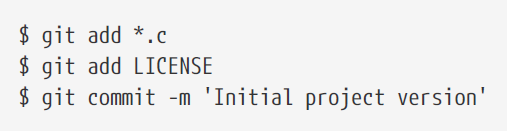 $ git add *.c
$ git add LICENSE
$ git commit -m 'Initial project version'